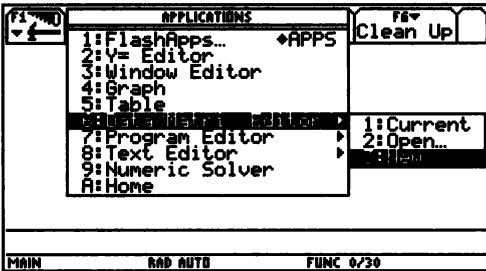 F1
APPLICATIONS
F6
Clean Up
1:FlashApps… ◆APPS
2:Y= Editor
3:Window Editor
4:Graph
5:Table
1:Current
7:Program Editor
2:Open…
8:Text Editor
9:Numeric Solver
A:Home
MAIN RAD AUTO FUNC 0/30